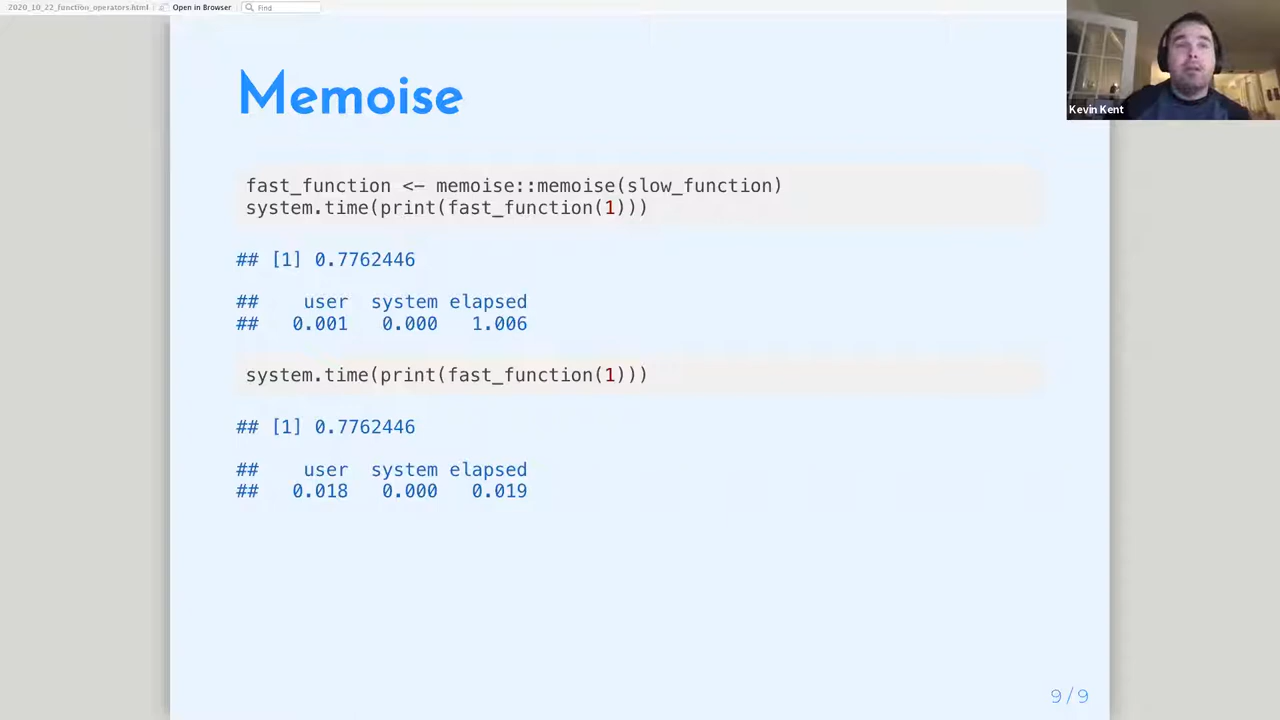 2020_10_22_function_operators.html Open in Browser Find
Memoise
Kevin Kent
fast_function <- memoise::memoise(slow_function)
system.time(print(fast_function(1)))
## [1] 0.7762446
##    user  system elapsed
##   0.001   0.000   1.006
system.time(print(fast_function(1)))
## [1] 0.7762446
##    user  system elapsed
##   0.018   0.000   0.019
9 / 9